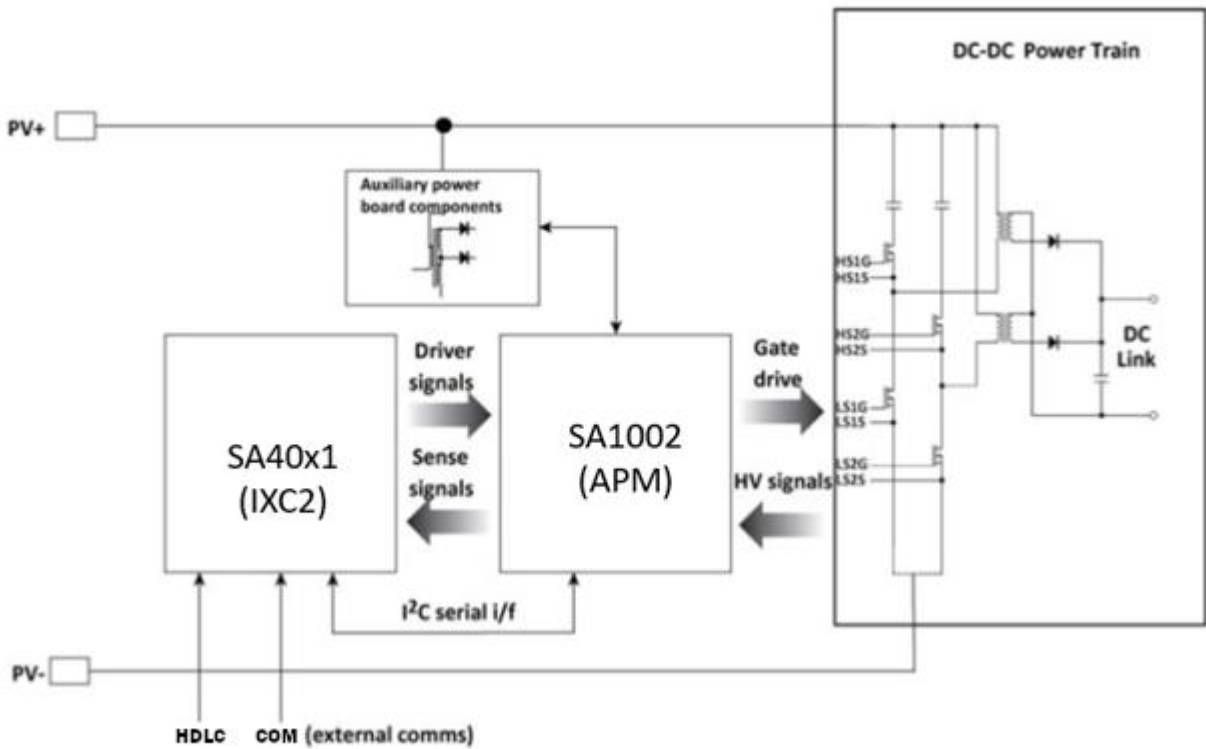 DC-DC Power Train
PV+
Auxiliary power
board components
HS1G
HS1S
HS2G
HS2S
DC
Link
Driver
signals
Gate
drive
LS1G
LS1S
SA40x1
(IXC2)
SA1002
(APM)
Sense
signals
HV signals
LS2G
LS2S
I²C serial i/f
PV-
HDLC COM (external comms)